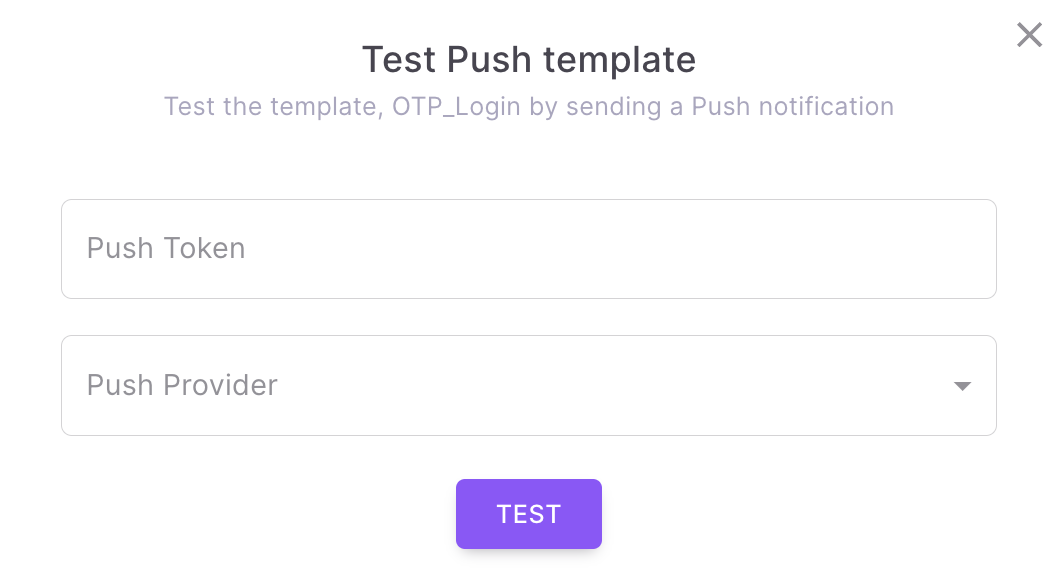 Test Push template
Test the template, OTP_Login by sending a Push notification
Push Token
Push Provider
TEST